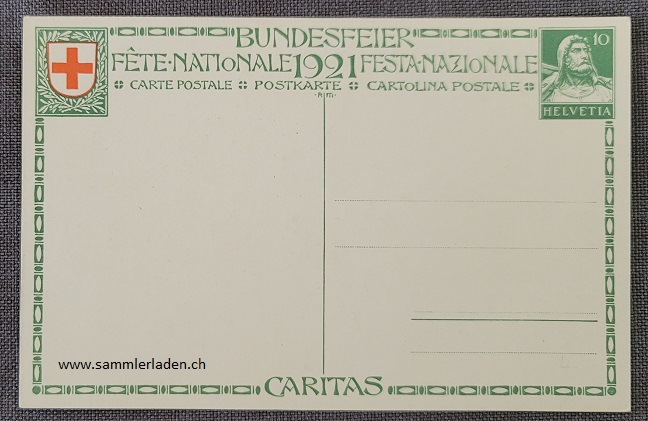 BUNDESFEIER
FÊTE·NATIONALE 1921 FESTA·NAZIONALE
CARTE POSTALE POSTKARTE CARTOLINA POSTALE
10
HELVETIA
www.sammlerladen.ch
CARITAS